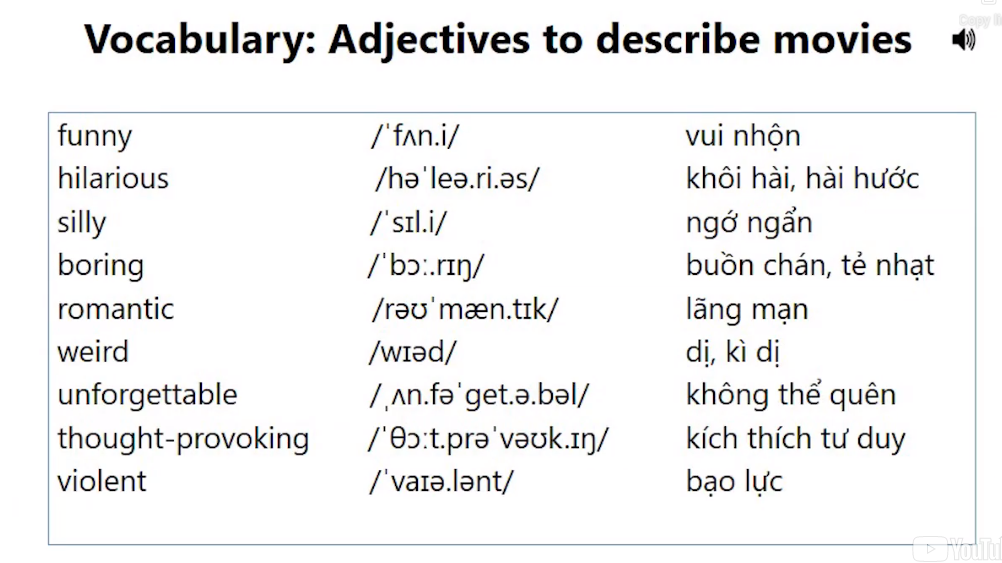 Copy
Vocabulary: Adjectives to describe movies
funny /ˈfʌn.i/ vui nhộn
hilarious /həˈleə.ri.əs/ khôi hài, hài hước
silly /ˈsɪl.i/ ngớ ngẩn
boring /ˈbɔː.rɪŋ/ buồn chán, tẻ nhạt
romantic /rəʊˈmæn.tɪk/ lãng mạn
weird /wɪəd/ dị, kì dị
unforgettable /ˌʌn.fəˈget.ə.bəl/ không thể quên
thought-provoking /ˈθɔːt.prəˈvəʊk.ɪŋ/ kích thích tư duy
violent /ˈvaɪə.lənt/ bạo lực
YouTu